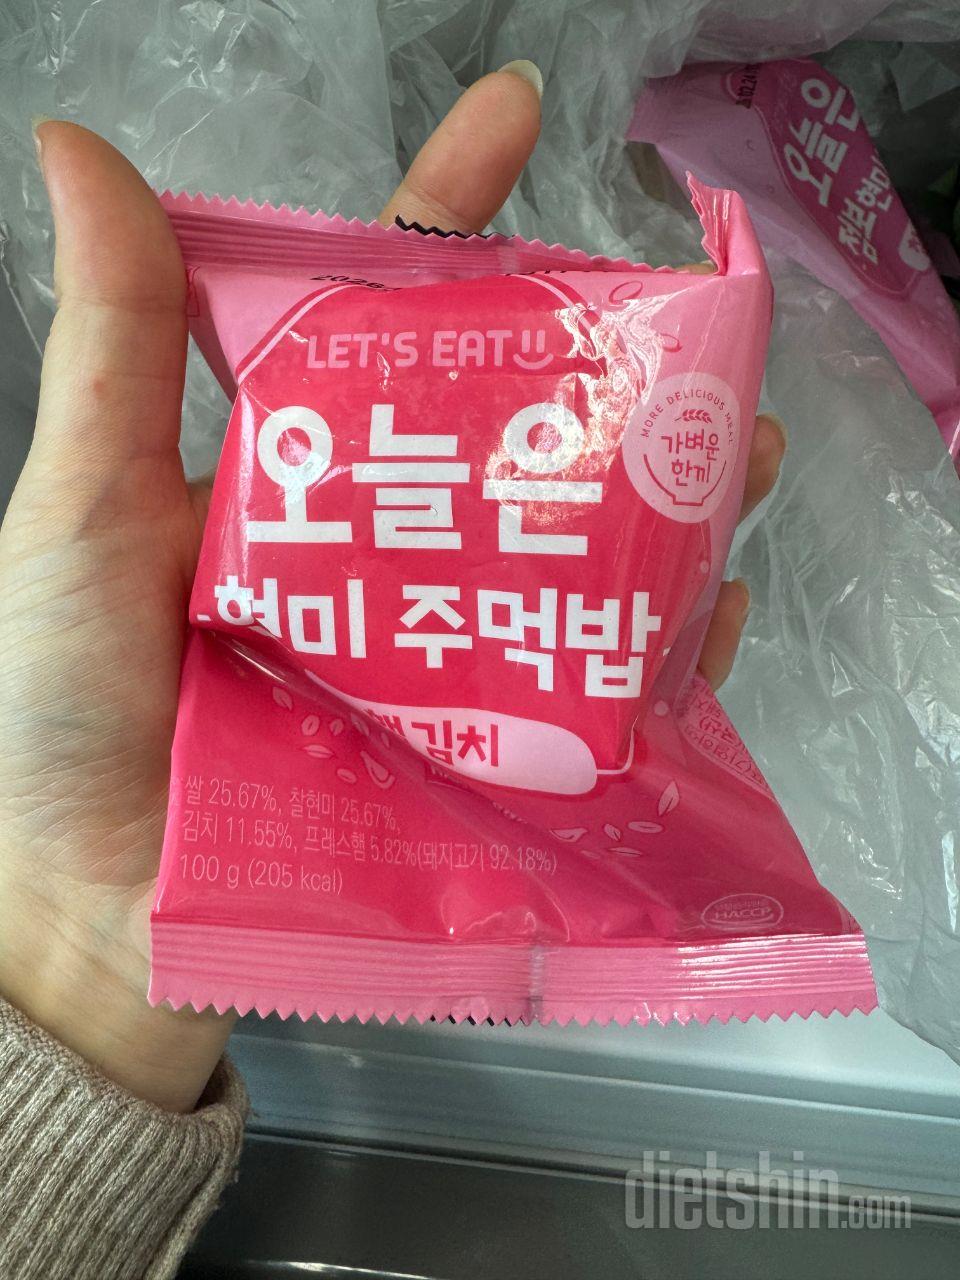 LET'S EAT!!
오늘은
현미 주먹밥
햄김치
MORE DELICIOUS MEAL
가벼운
한끼
쌀 25.67%, 찰현미 25.67%,
김치 11.55%, 프레스햄 5.82%(돼지고기 92.18%)
100 g (205 kcal)
HACCP
오늘은
dietshin.com